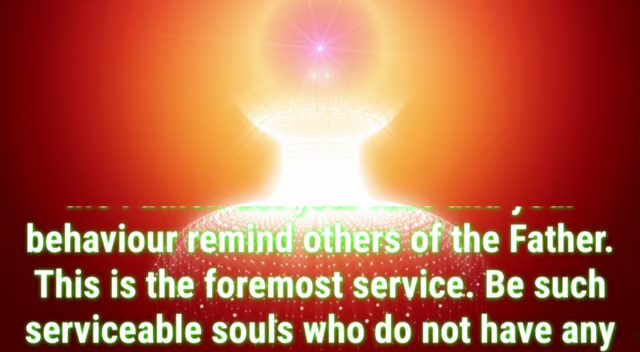 behaviour remind others of the Father.
This is the foremost service. Be such
serviceable souls who do not have any